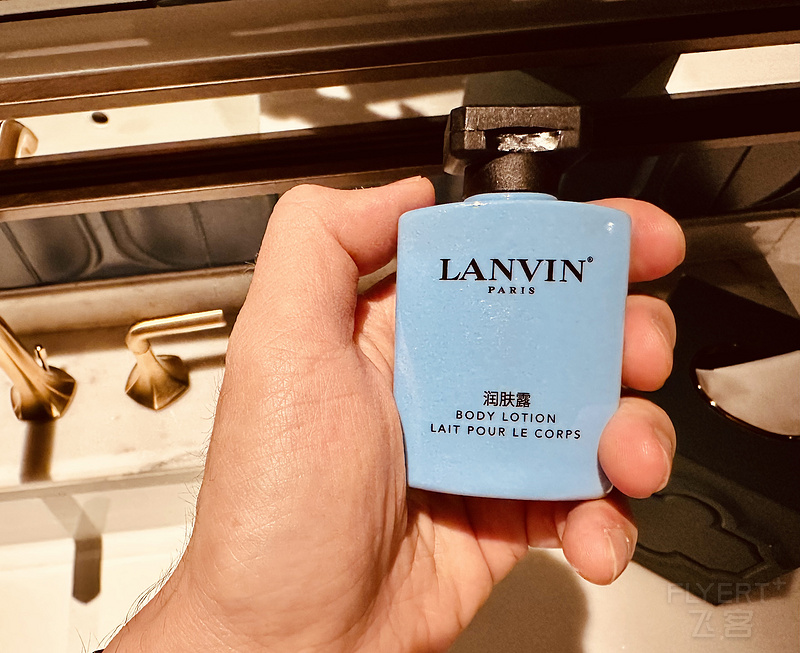 LANVIN®
PARIS
润肤露
BODY LOTION
LAIT POUR LE CORPS
FLYERT+
飞客